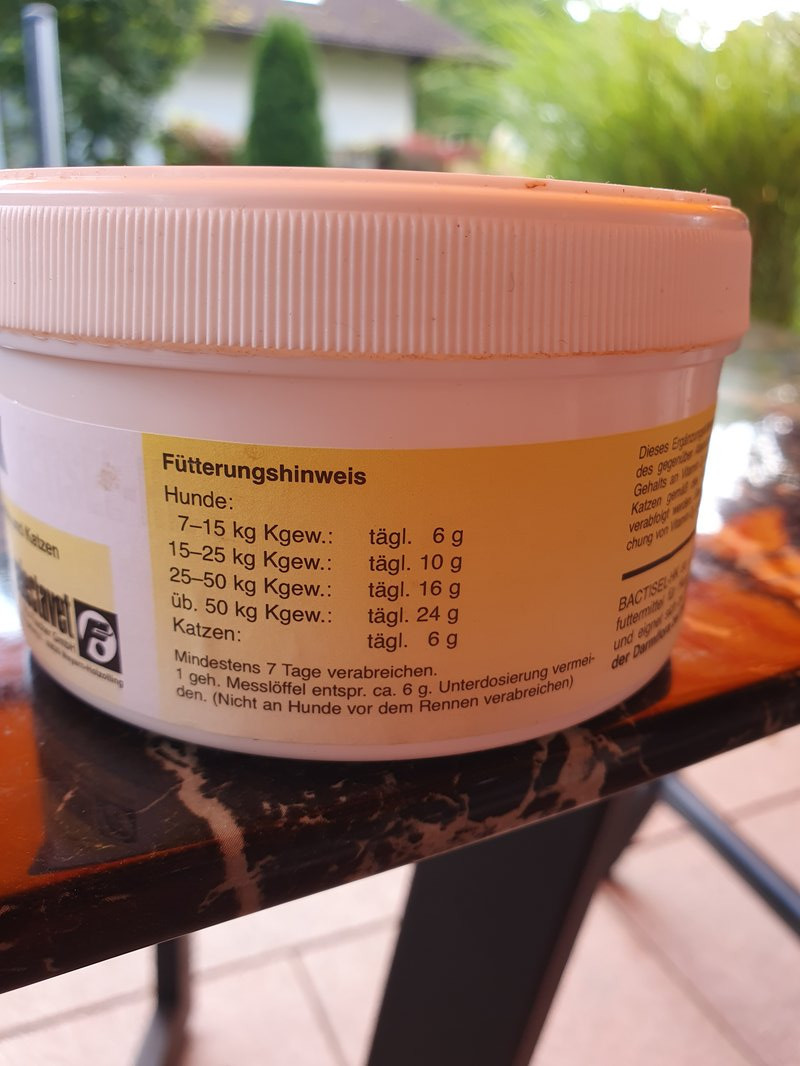 Fütterungshinweis
Hunde:
7–15 kg Kgew.: tägl. 6 g
15–25 kg Kgew.: tägl. 10 g
25–50 kg Kgew.: tägl. 16 g
üb. 50 kg Kgew.: tägl. 24 g
Katzen: tägl. 6 g
Mindestens 7 Tage verabreichen.
1 geh. Messlöffel entspr. ca. 6 g. Unterdosierung vermei-
den. (Nicht an Hunde vor dem Rennen verabreichen)
Katzen
Dieses
des gegenüber
Gehalts an
Katzen gemäß
verabfolgt
chung von
BACTISEL-HK
futtermittel
und eignet